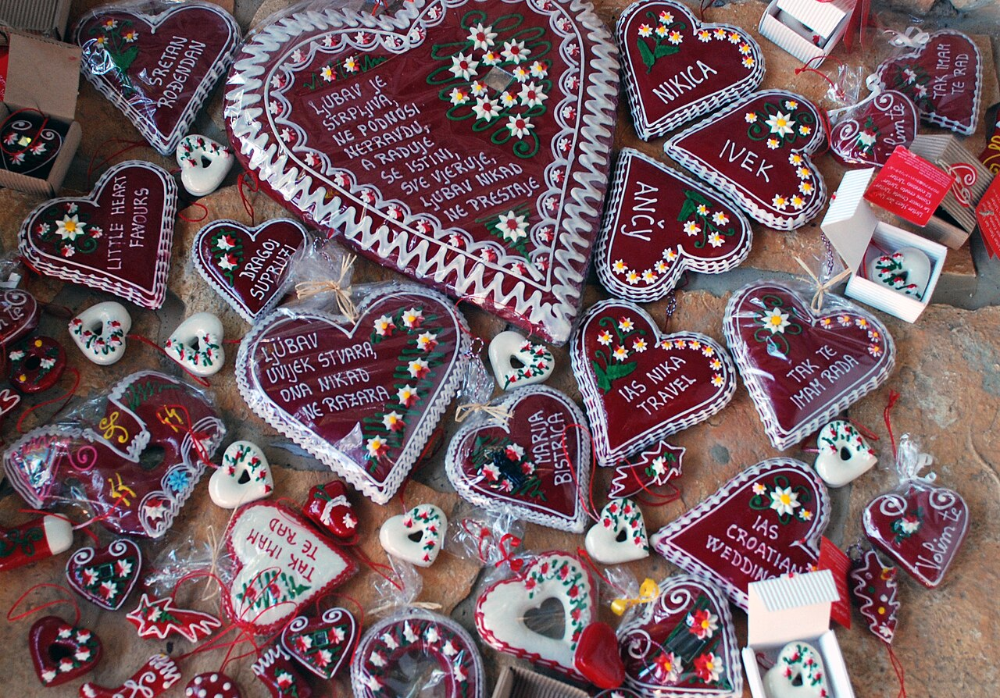 SRETAN
ROĐENDAN
LJUBAV JE
STRPLJIVA,
NE PODNOSI
NEPRAVDU,
A RADUJE
SE ISTINI,
SVE VJERUJE,
LJUBAV NIKAD
NE PRESTAJE
NIKICA
TAK IMAM
TE RAD
IVEK
ANČY
LITTLE HEART
FAVOURS
DRAGOJ
SUPRUZI
LJUBAV
UVIJEK STVARA,
ONA NIKAD
NE RAZARA
IAS NIKA
TRAVEL
TAK TE
IMAM RADA
MARIJA
BISTRICA
IAS
CROATIAN
WEDDING
TAK IMAM
TE RAD
Volim te